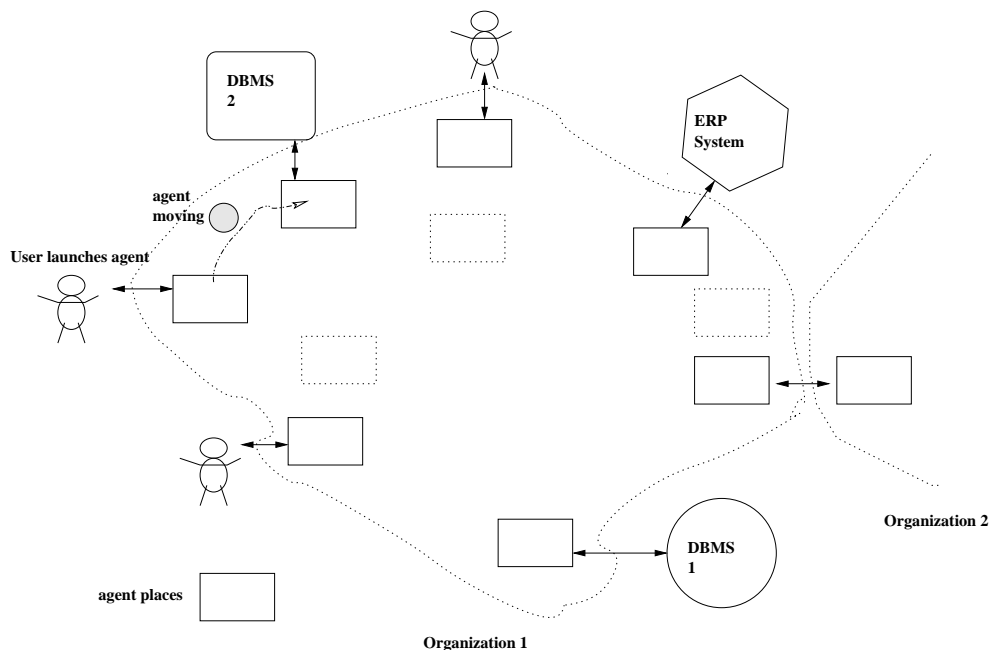 DBMS
2
ERP
System
agent
moving
User launches agent
Organization 2
DBMS
1
agent places
Organization 1